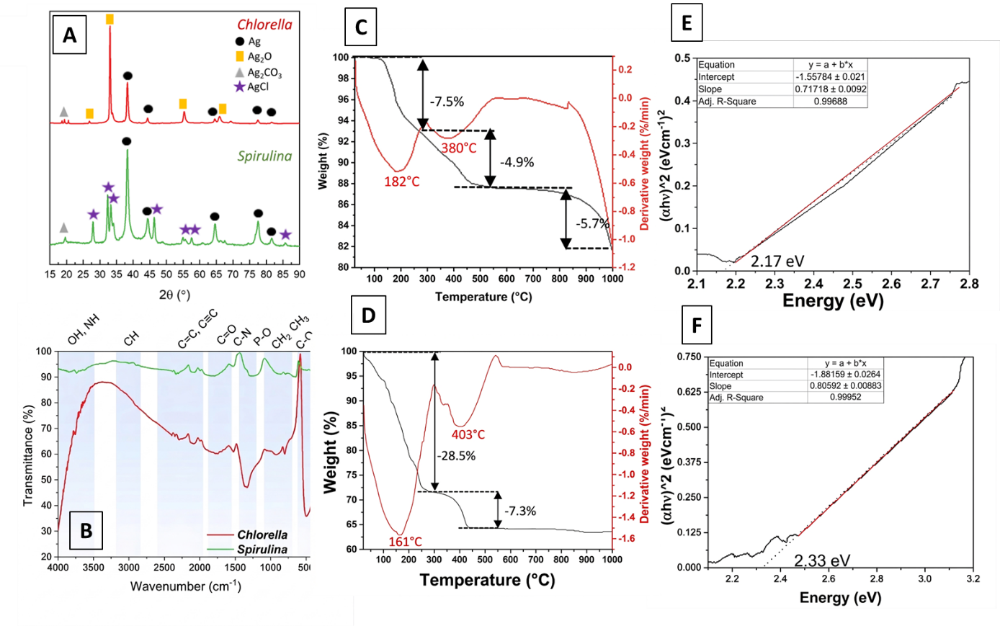 A
Chlorella
Ag
Ag₂O
Ag₂CO₃
AgCl
Spirulina
15 20 25 30 35 40 45 50 55 60 65 70 75 80 85 90
2θ (°)
B
OH, NH
CH
C=C, C≡C
C=O
C-N
P-O
CH₂ CH₃
Transmittance (%)
100
90
80
70
60
50
40
30
20
Chlorella
Spirulina
4000 3500 3000 2500 2000 1500 1000
Wavenumber (cm⁻¹)
C
Weight (%)
100
98
96
94
92
90
88
86
84
82
80
-7.5%
-4.9%
-5.7%
182°C
380°C
0.2
0.0
-0.2
-0.4
-0.6
-0.8
-1.0
-1.2
Derivative weight (%/min)
100 200 300 400 500 600 700 800 900 1000
Temperature (°C)
D
Weight (%)
100
95
90
85
80
75
70
65
60
-28.5%
-7.3%
161°C
403°C
0.0
-0.2
-0.4
-0.6
-0.8
-1.0
-1.2
-1.4
-1.6
Derivative weight (%/min)
100 200 300 400 500 600 700 800 900 1000
Temperature (°C)
E
(αhν)^2 (eVcm⁻¹)²
0.5
0.4
0.3
0.2
0.1
0.0
Equation y = a + b*x
Intercept -1.55784 ± 0.021
Slope 0.71718 ± 0.0092
Adj. R-Square 0.99688
2.17 eV
2.1 2.2 2.3 2.4 2.5 2.6 2.7 2.8
Energy (eV)
F
(αhν)^2 (eVcm⁻¹)²
0.750
0.625
0.500
0.375
0.250
0.125
0.000
Equation y = a + b*x
Intercept -1.88159 ± 0.0264
Slope 0.80592 ± 0.00883
Adj. R-Square 0.99952
2.33 eV
2.2 2.4 2.6 2.8 3.0 3.2
Energy (eV)